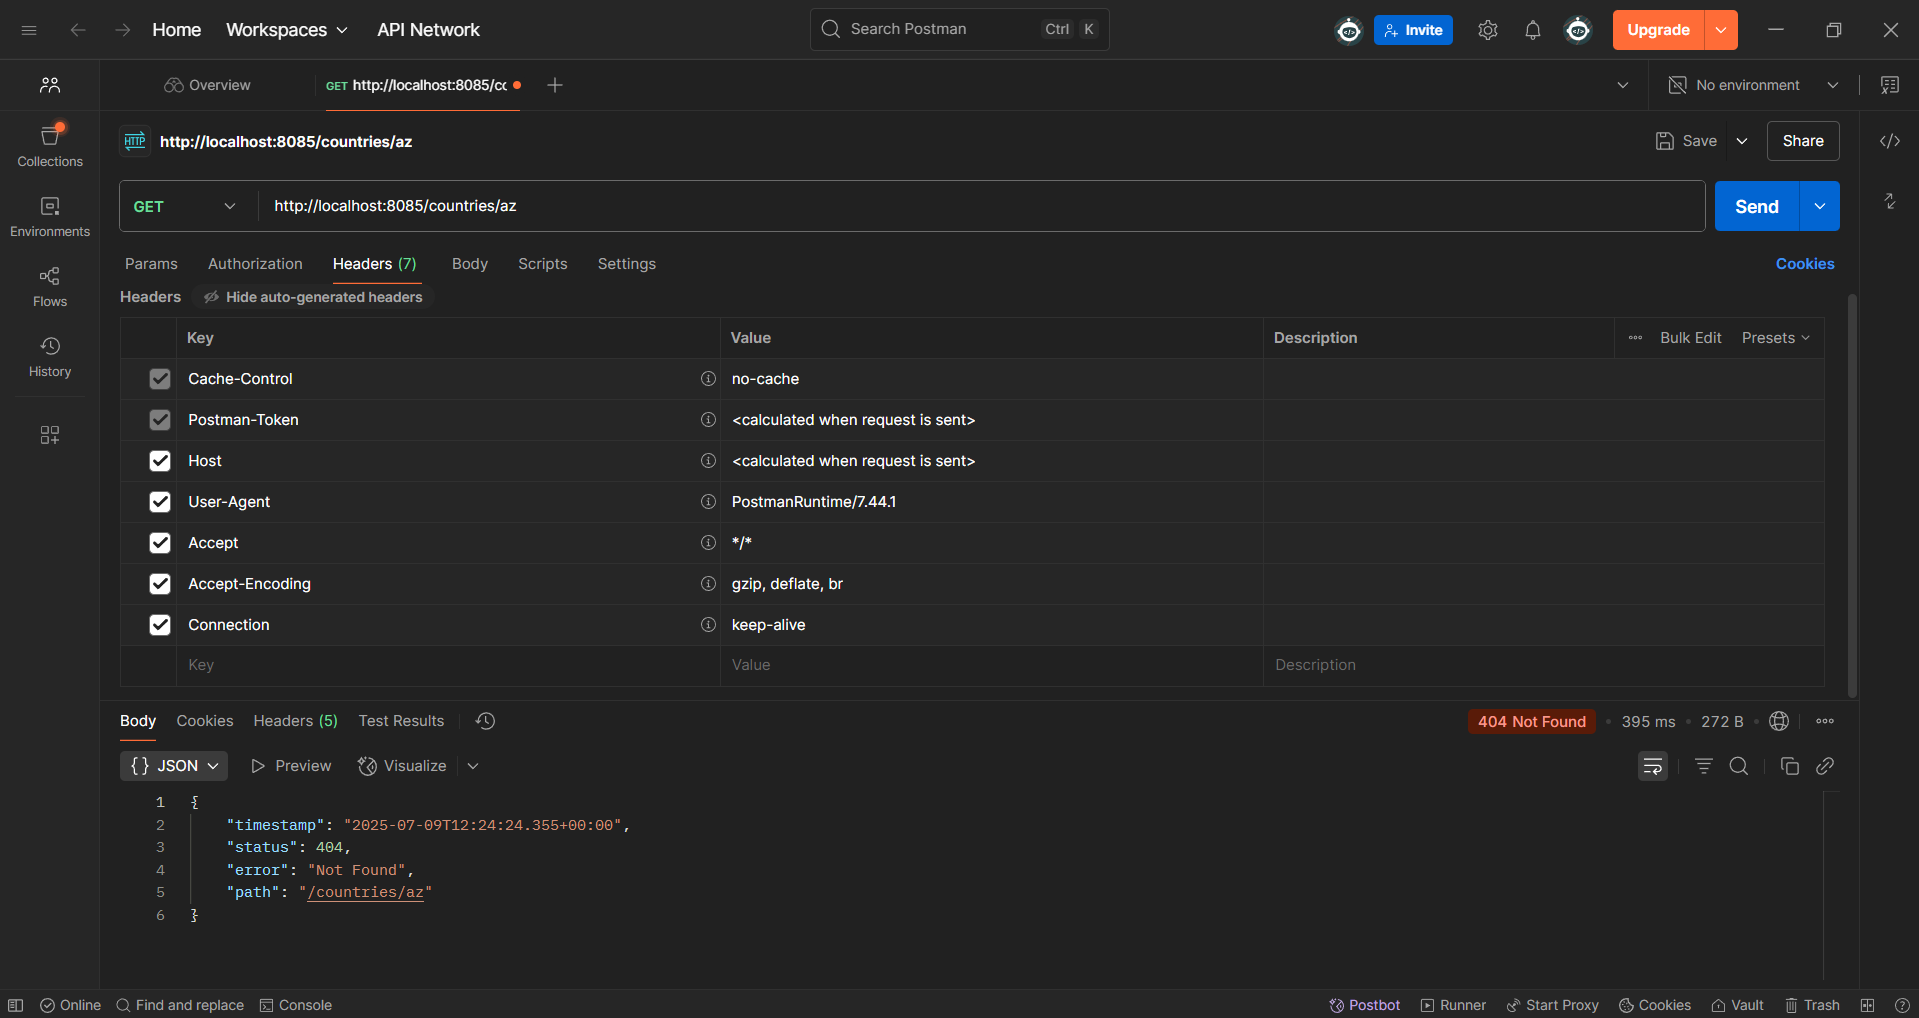 Home Workspaces API Network Search Postman Ctrl K Invite Upgrade
Overview GET http://localhost:8085/cc No environment
HTTP http://localhost:8085/countries/az Save Share
Collections
GET http://localhost:8085/countries/az Send
Environments
Flows
History
Params Authorization Headers (7) Body Scripts Settings Cookies
Headers Hide auto-generated headers
Key Value Description Bulk Edit Presets
Cache-Control no-cache
Postman-Token <calculated when request is sent>
Host <calculated when request is sent>
User-Agent PostmanRuntime/7.44.1
Accept */*
Accept-Encoding gzip, deflate, br
Connection keep-alive
Key Value Description
Body Cookies Headers (5) Test Results 404 Not Found 395 ms 272 B
{} JSON Preview Visualize
1 {
2 "timestamp": "2025-07-09T12:24:24.355+00:00",
3 "status": 404,
4 "error": "Not Found",
5 "path": "/countries/az"
6 }
Online Find and replace Console Postbot Runner Start Proxy Cookies Vault Trash